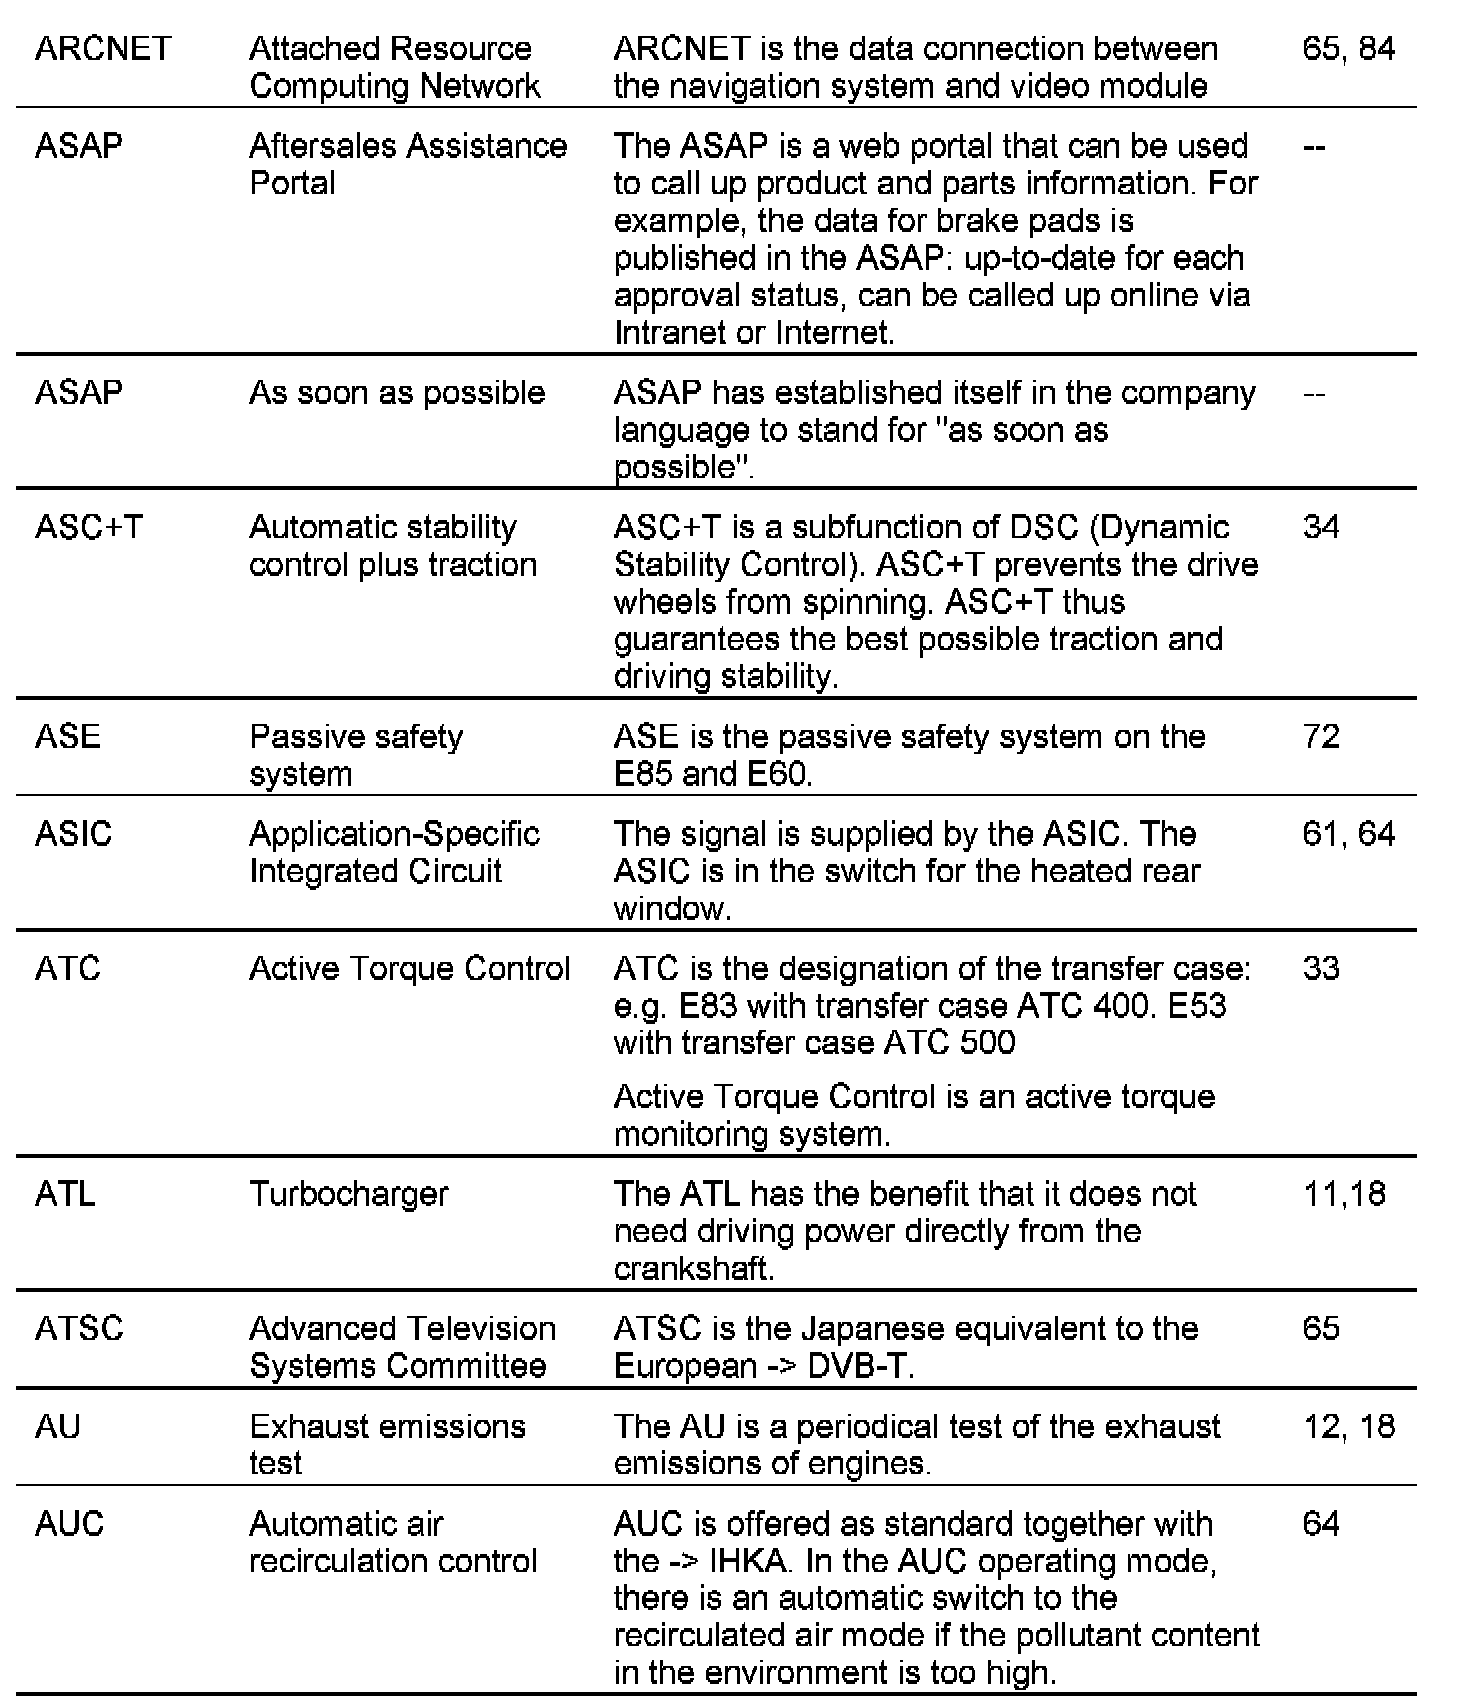 ARCNET Attached Resource ARCNET is the data connection between 65, 84
Computing Network the navigation system and video module
ASAP Aftersales Assistance The ASAP is a web portal that can be used --
Portal to call up product and parts information. For
example, the data for brake pads is
published in the ASAP: up-to-date for each
approval status, can be called up online via
Intranet or Internet.
ASAP As soon as possible ASAP has established itself in the company --
language to stand for "as soon as
possible".
ASC+T Automatic stability ASC+T is a subfunction of DSC (Dynamic 34
control plus traction Stability Control). ASC+T prevents the drive
wheels from spinning. ASC+T thus
guarantees the best possible traction and
driving stability.
ASE Passive safety ASE is the passive safety system on the 72
system E85 and E60.
ASIC Application-Specific The signal is supplied by the ASIC. The 61, 64
Integrated Circuit ASIC is in the switch for the heated rear
window.
ATC Active Torque Control ATC is the designation of the transfer case: 33
e.g. E83 with transfer case ATC 400. E53
with transfer case ATC 500
Active Torque Control is an active torque
monitoring system.
ATL Turbocharger The ATL has the benefit that it does not 11,18
need driving power directly from the
crankshaft.
ATSC Advanced Television ATSC is the Japanese equivalent to the 65
Systems Committee European -> DVB-T.
AU Exhaust emissions The AU is a periodical test of the exhaust 12, 18
test emissions of engines.
AUC Automatic air AUC is offered as standard together with 64
recirculation control the -> IHKA. In the AUC operating mode,
there is an automatic switch to the
recirculated air mode if the pollutant content
in the environment is too high.